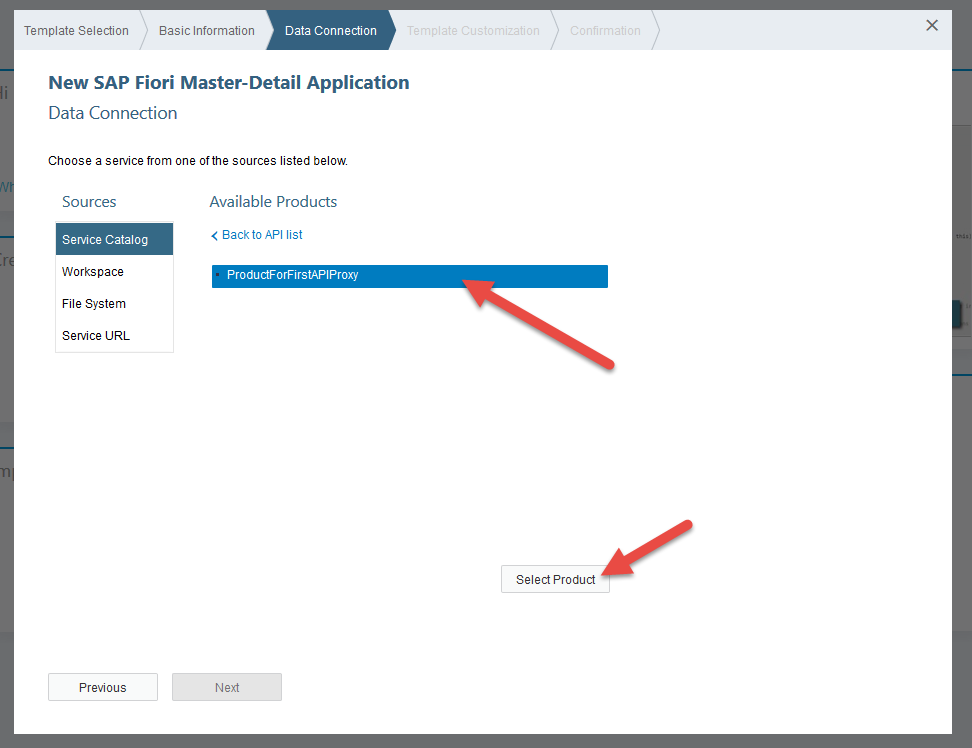 Template Selection
Basic Information
Data Connection
Template Customization
Confirmation
New SAP Fiori Master-Detail Application
Data Connection
Choose a service from one of the sources listed below.
Sources
Available Products
Service Catalog
Back to API list
Workspace
ProductForFirstAPIProxy
File System
Service URL
Select Product
Previous
Next